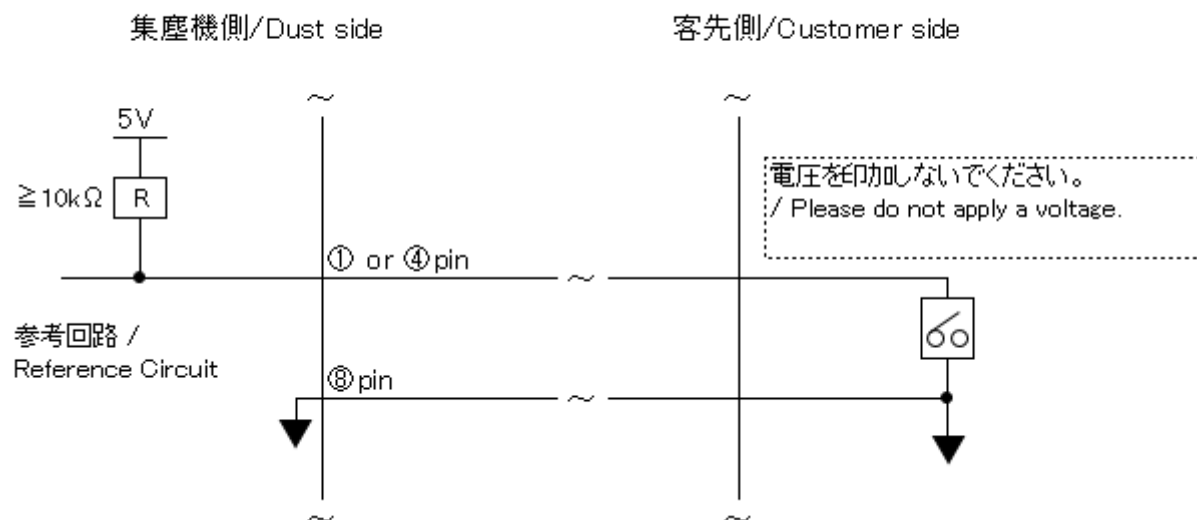 集塵機側/Dust side
客先側/Customer side
5V
≧10kΩ
R
電圧を印加しないでください。
/ Please do not apply a voltage.
① or ④pin
参考回路 /
Reference Circuit
⑧pin